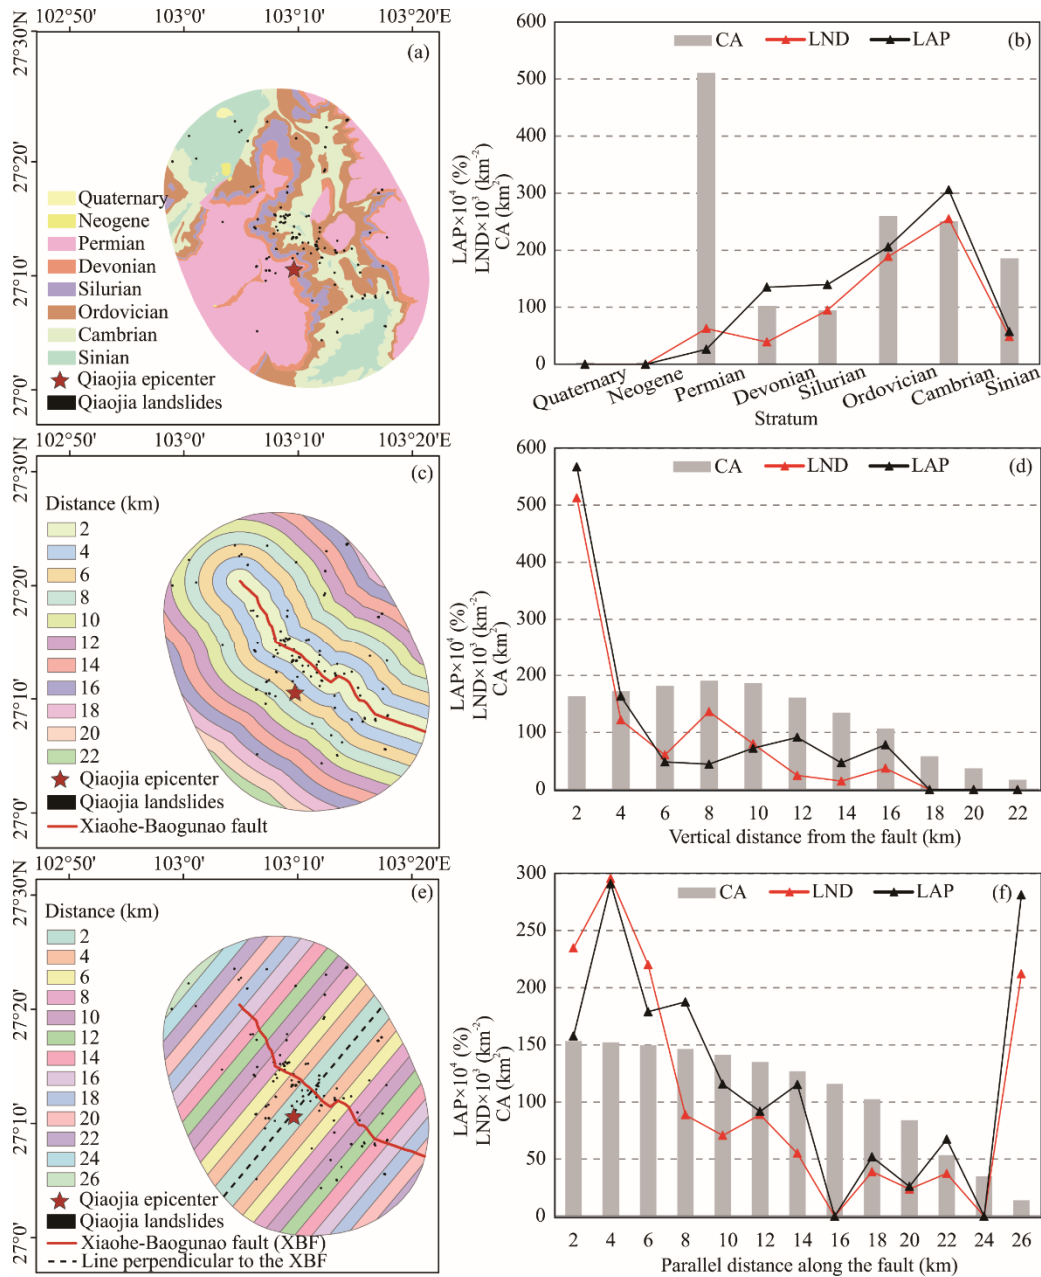 102°50'
103°0'
103°10'
103°20'E
27°30'N
27°20'
27°10'
27°0'
(a)
Quaternary
Neogene
Permian
Devonian
Silurian
Ordovician
Cambrian
Sinian
Qiaojia epicenter
Qiaojia landslides
600
500
400
300
200
100
0
LAP×10⁴ (%)
LND×10³ (km⁻²)
CA (km²)
CA
LND
LAP
(b)
Quaternary
Neogene
Permian
Devonian
Silurian
Ordovician
Cambrian
Sinian
Stratum
102°50'
103°0'
103°10'
103°20'E
27°30'N
27°20'
27°10'
27°0'
(c)
Distance (km)
2
4
6
8
10
12
14
16
18
20
22
Qiaojia epicenter
Qiaojia landslides
Xiaohe-Baogunao fault
600
500
400
300
200
100
0
LAP×10⁴ (%)
LND×10³ (km⁻²)
CA (km²)
CA
LND
LAP
(d)
2 4 6 8 10 12 14 16 18 20 22
Vertical distance from the fault (km)
102°50'
103°0'
103°10'
103°20'E
27°30'N
27°20'
27°10'
27°0'
(e)
Distance (km)
2
4
6
8
10
12
14
16
18
20
22
24
26
Qiaojia epicenter
Qiaojia landslides
Xiaohe-Baogunao fault (XBF)
Line perpendicular to the XBF
300
250
200
150
100
50
0
LAP×10⁴ (%)
LND×10³ (km⁻²)
CA (km²)
CA
LND
LAP
(f)
2 4 6 8 10 12 14 16 18 20 22 24 26
Parallel distance along the fault (km)